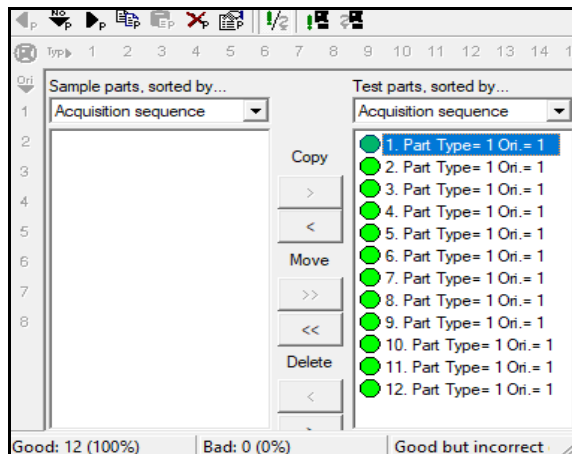 No
P P P P P P P 1/2 ! ?
Typ 1 2 3 4 5 6 7 8 9 10 11 12 13 14 1
Ori
1
2
3
4
5
6
7
8
Sample parts, sorted by...
Acquisition sequence
Copy
>
<
Move
>>
<<
Delete
<
Test parts, sorted by...
Acquisition sequence
1. Part Type= 1 Ori.= 1
2. Part Type= 1 Ori.= 1
3. Part Type= 1 Ori.= 1
4. Part Type= 1 Ori.= 1
5. Part Type= 1 Ori.= 1
6. Part Type= 1 Ori.= 1
7. Part Type= 1 Ori.= 1
8. Part Type= 1 Ori.= 1
9. Part Type= 1 Ori.= 1
10. Part Type= 1 Ori.= 1
11. Part Type= 1 Ori.= 1
12. Part Type= 1 Ori.= 1
Good: 12 (100%) Bad: 0 (0%) Good but incorrect